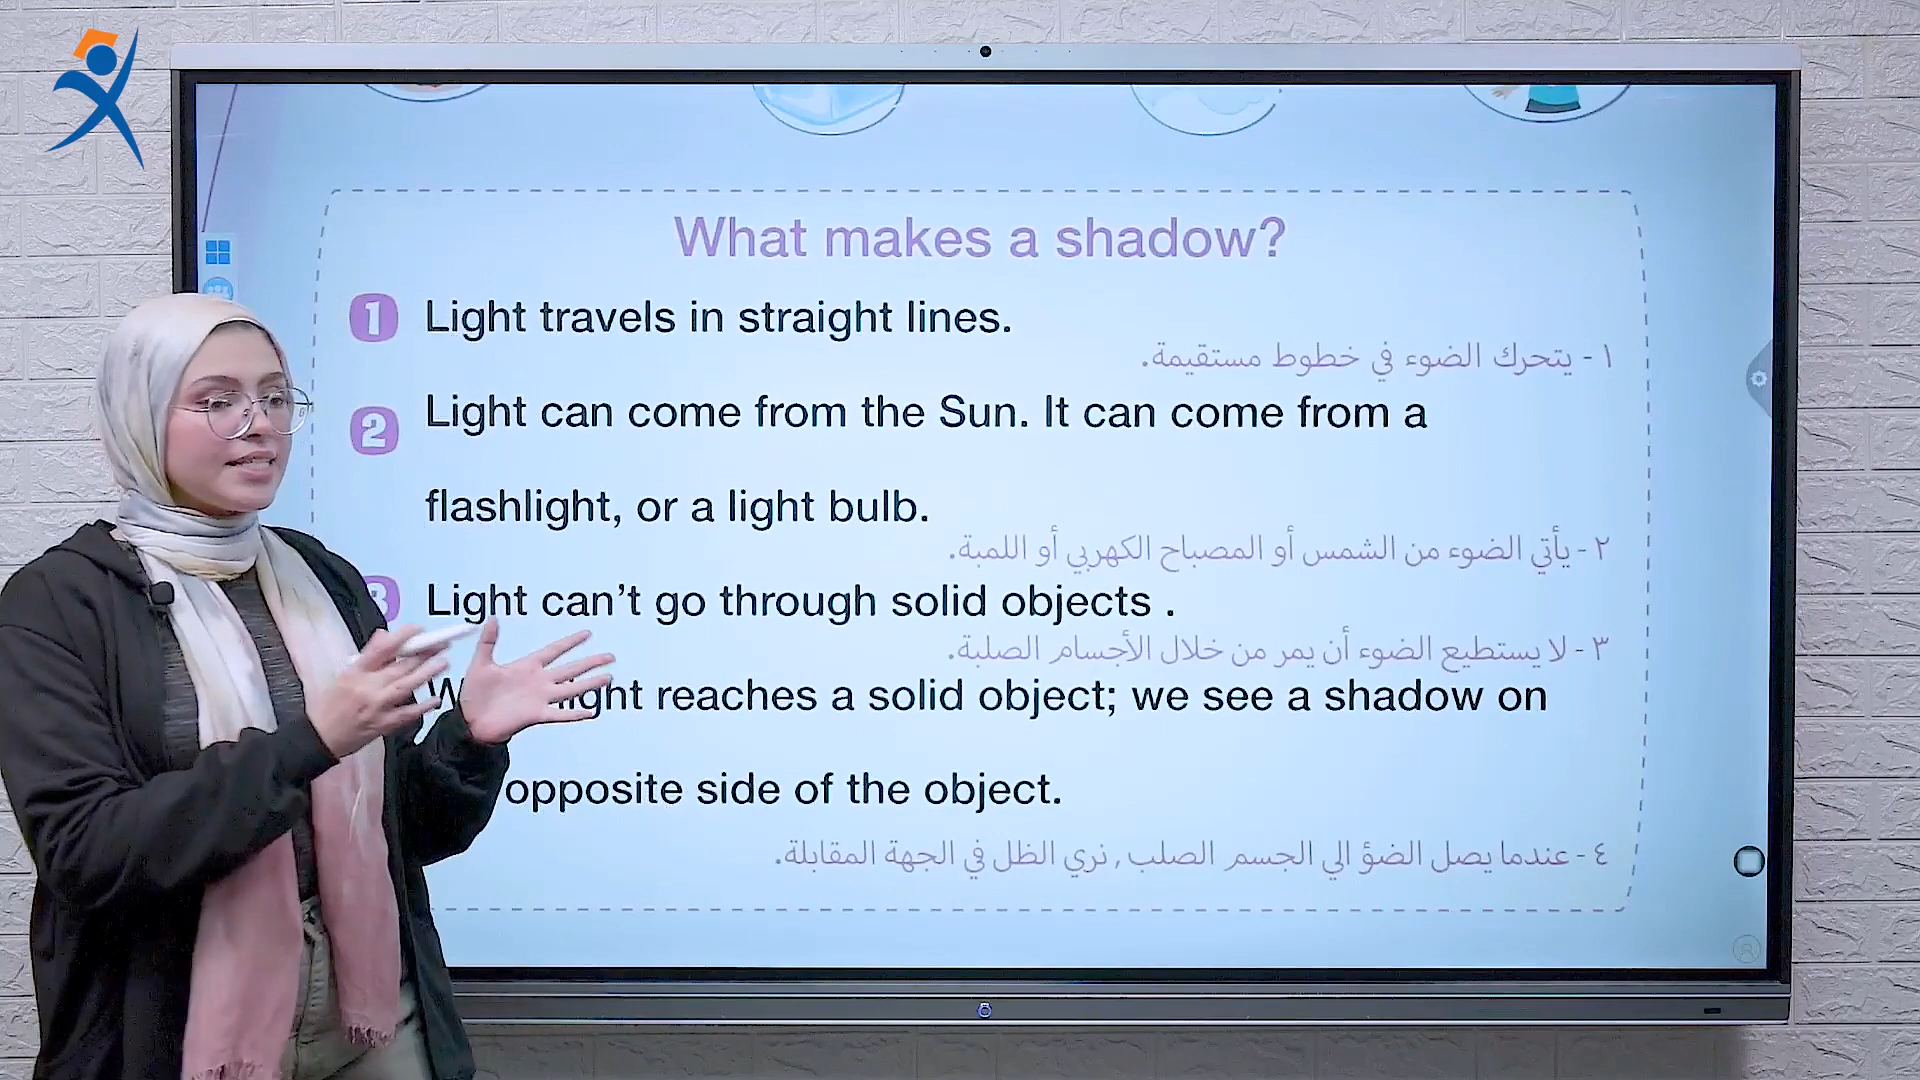 What makes a shadow?
1 Light travels in straight lines.
١ - يتحرك الضوء في خطوط مستقيمة.
2 Light can come from the Sun. It can come from a
flashlight, or a light bulb.
٢ - يأتي الضوء من الشمس أو المصباح الكهربي أو اللمبة.
3 Light can't go through solid objects .
٣ - لا يستطيع الضوء أن يمر من خلال الأجسام الصلبة.
reaches a solid object; we see a shadow on
opposite side of the object.
٤ - عندما يصل الضؤ الي الجسم الصلب , نري الظل في الجهة المقابلة.